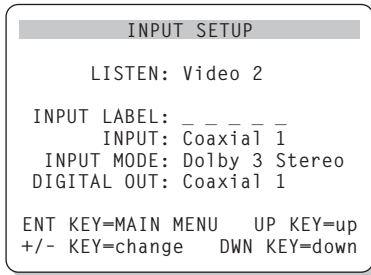 INPUT SETUP
LISTEN: Video 2
INPUT LABEL: _ _ _ _ _
INPUT: Coaxial 1
INPUT MODE: Dolby 3 Stereo
DIGITAL OUT: Coaxial 1
ENT KEY=MAIN MENU UP KEY=up
+/- KEY=change DWN KEY=down